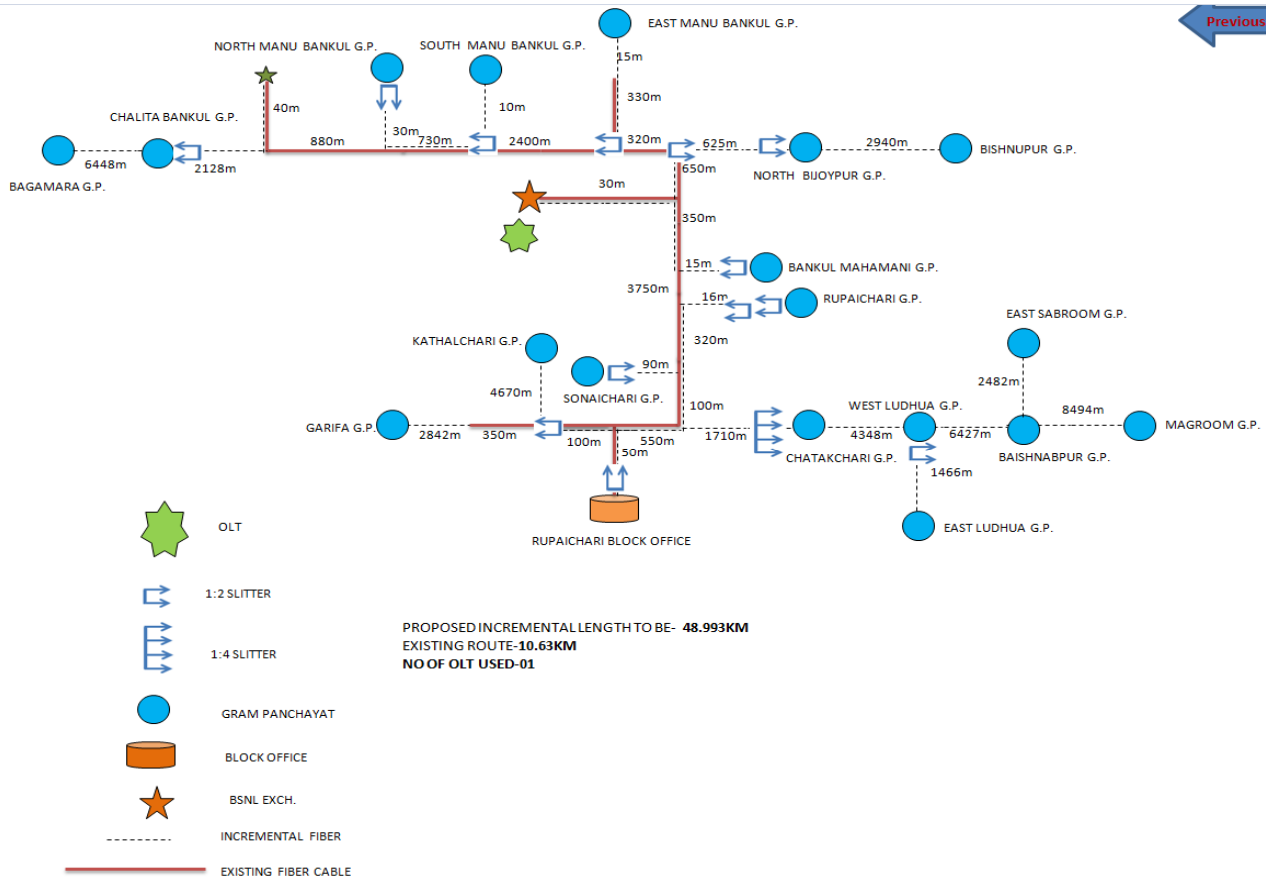 Previous
EAST MANU BANKUL G.P.
NORTH MANU BANKUL G.P.
SOUTH MANU BANKUL G.P.
15m
40m
330m
10m
CHALITA BANKUL G.P.
30m
880m
730m
2400m
320m
625m
2940m
6448m
2128m
650m
BAGAMARA G.P.
NORTH BIJOYPUR G.P.
BISHNUPUR G.P.
30m
350m
15m
BANKUL MAHAMANI G.P.
3750m
16m
RUPAICHARI G.P.
EAST SABROOM G.P.
KATHALCHARI G.P.
320m
90m
4670m
2482m
SONAICHARI G.P.
100m
WEST LUDHUA G.P.
8494m
GARIFA G.P.
2842m
350m
100m
550m
1710m
4348m
6427m
MAGROOM G.P.
50m
CHATAKCHARI G.P.
BAISHNABPUR G.P.
1466m
EAST LUDHUA G.P.
RUPAICHARI BLOCK OFFICE
OLT
1:2 SLITTER
PROPOSED INCREMENTAL LENGTH TO BE- 48.993KM
EXISTING ROUTE-10.63KM
NO OF OLT USED-01
1:4 SLITTER
GRAM PANCHAYAT
BLOCK OFFICE
BSNL EXCH.
INCREMENTAL FIBER
EXISTING FIBER CABLE